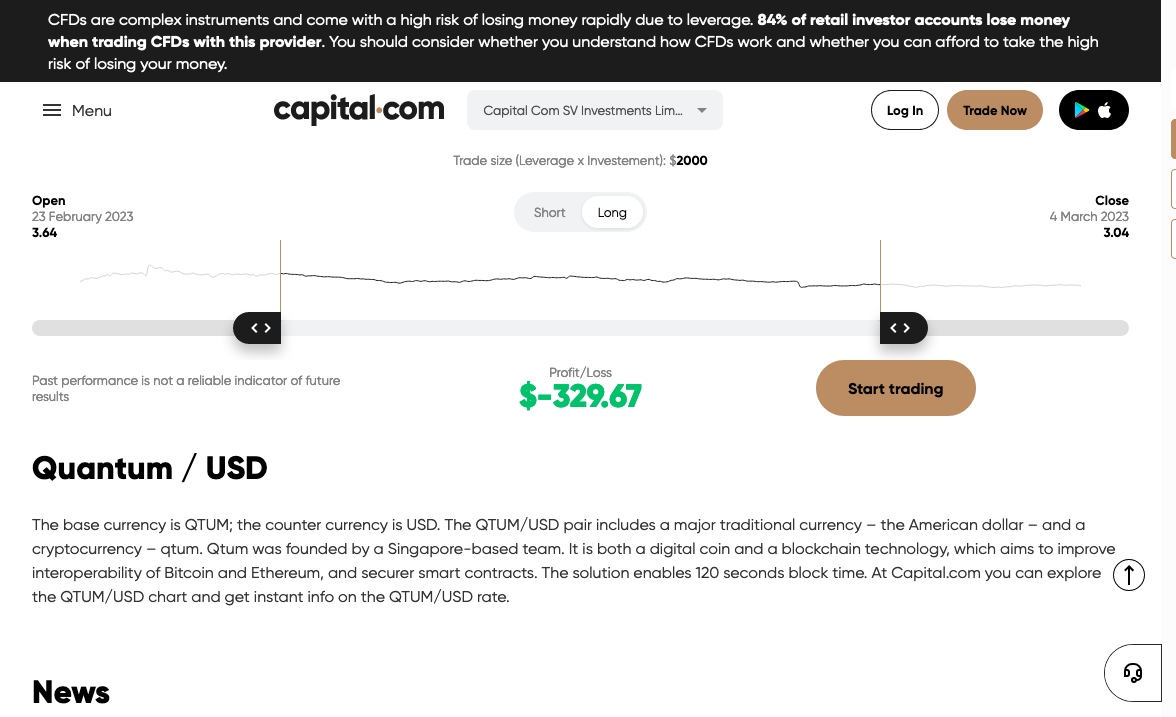 CFDs are complex instruments and come with a high risk of losing money rapidly due to leverage. 84% of retail investor accounts lose money
when trading CFDs with this provider. You should consider whether you understand how CFDs work and whether you can afford to take the high
risk of losing your money.
Menu
capital.com
Capital Com SV Investments Lim...
Log In
Trade Now
Trade size (Leverage x Investement): $2000
Open
23 February 2023
3.64
Short
Long
Close
4 March 2023
3.04
Past performance is not a reliable indicator of future
results
Profit/Loss
$-329.67
Start trading
Quantum / USD
The base currency is QTUM; the counter currency is USD. The QTUM/USD pair includes a major traditional currency – the American dollar – and a
cryptocurrency – qtum. Qtum was founded by a Singapore-based team. It is both a digital coin and a blockchain technology, which aims to improve
interoperability of Bitcoin and Ethereum, and securer smart contracts. The solution enables 120 seconds block time. At Capital.com you can explore
the QTUM/USD chart and get instant info on the QTUM/USD rate.
News